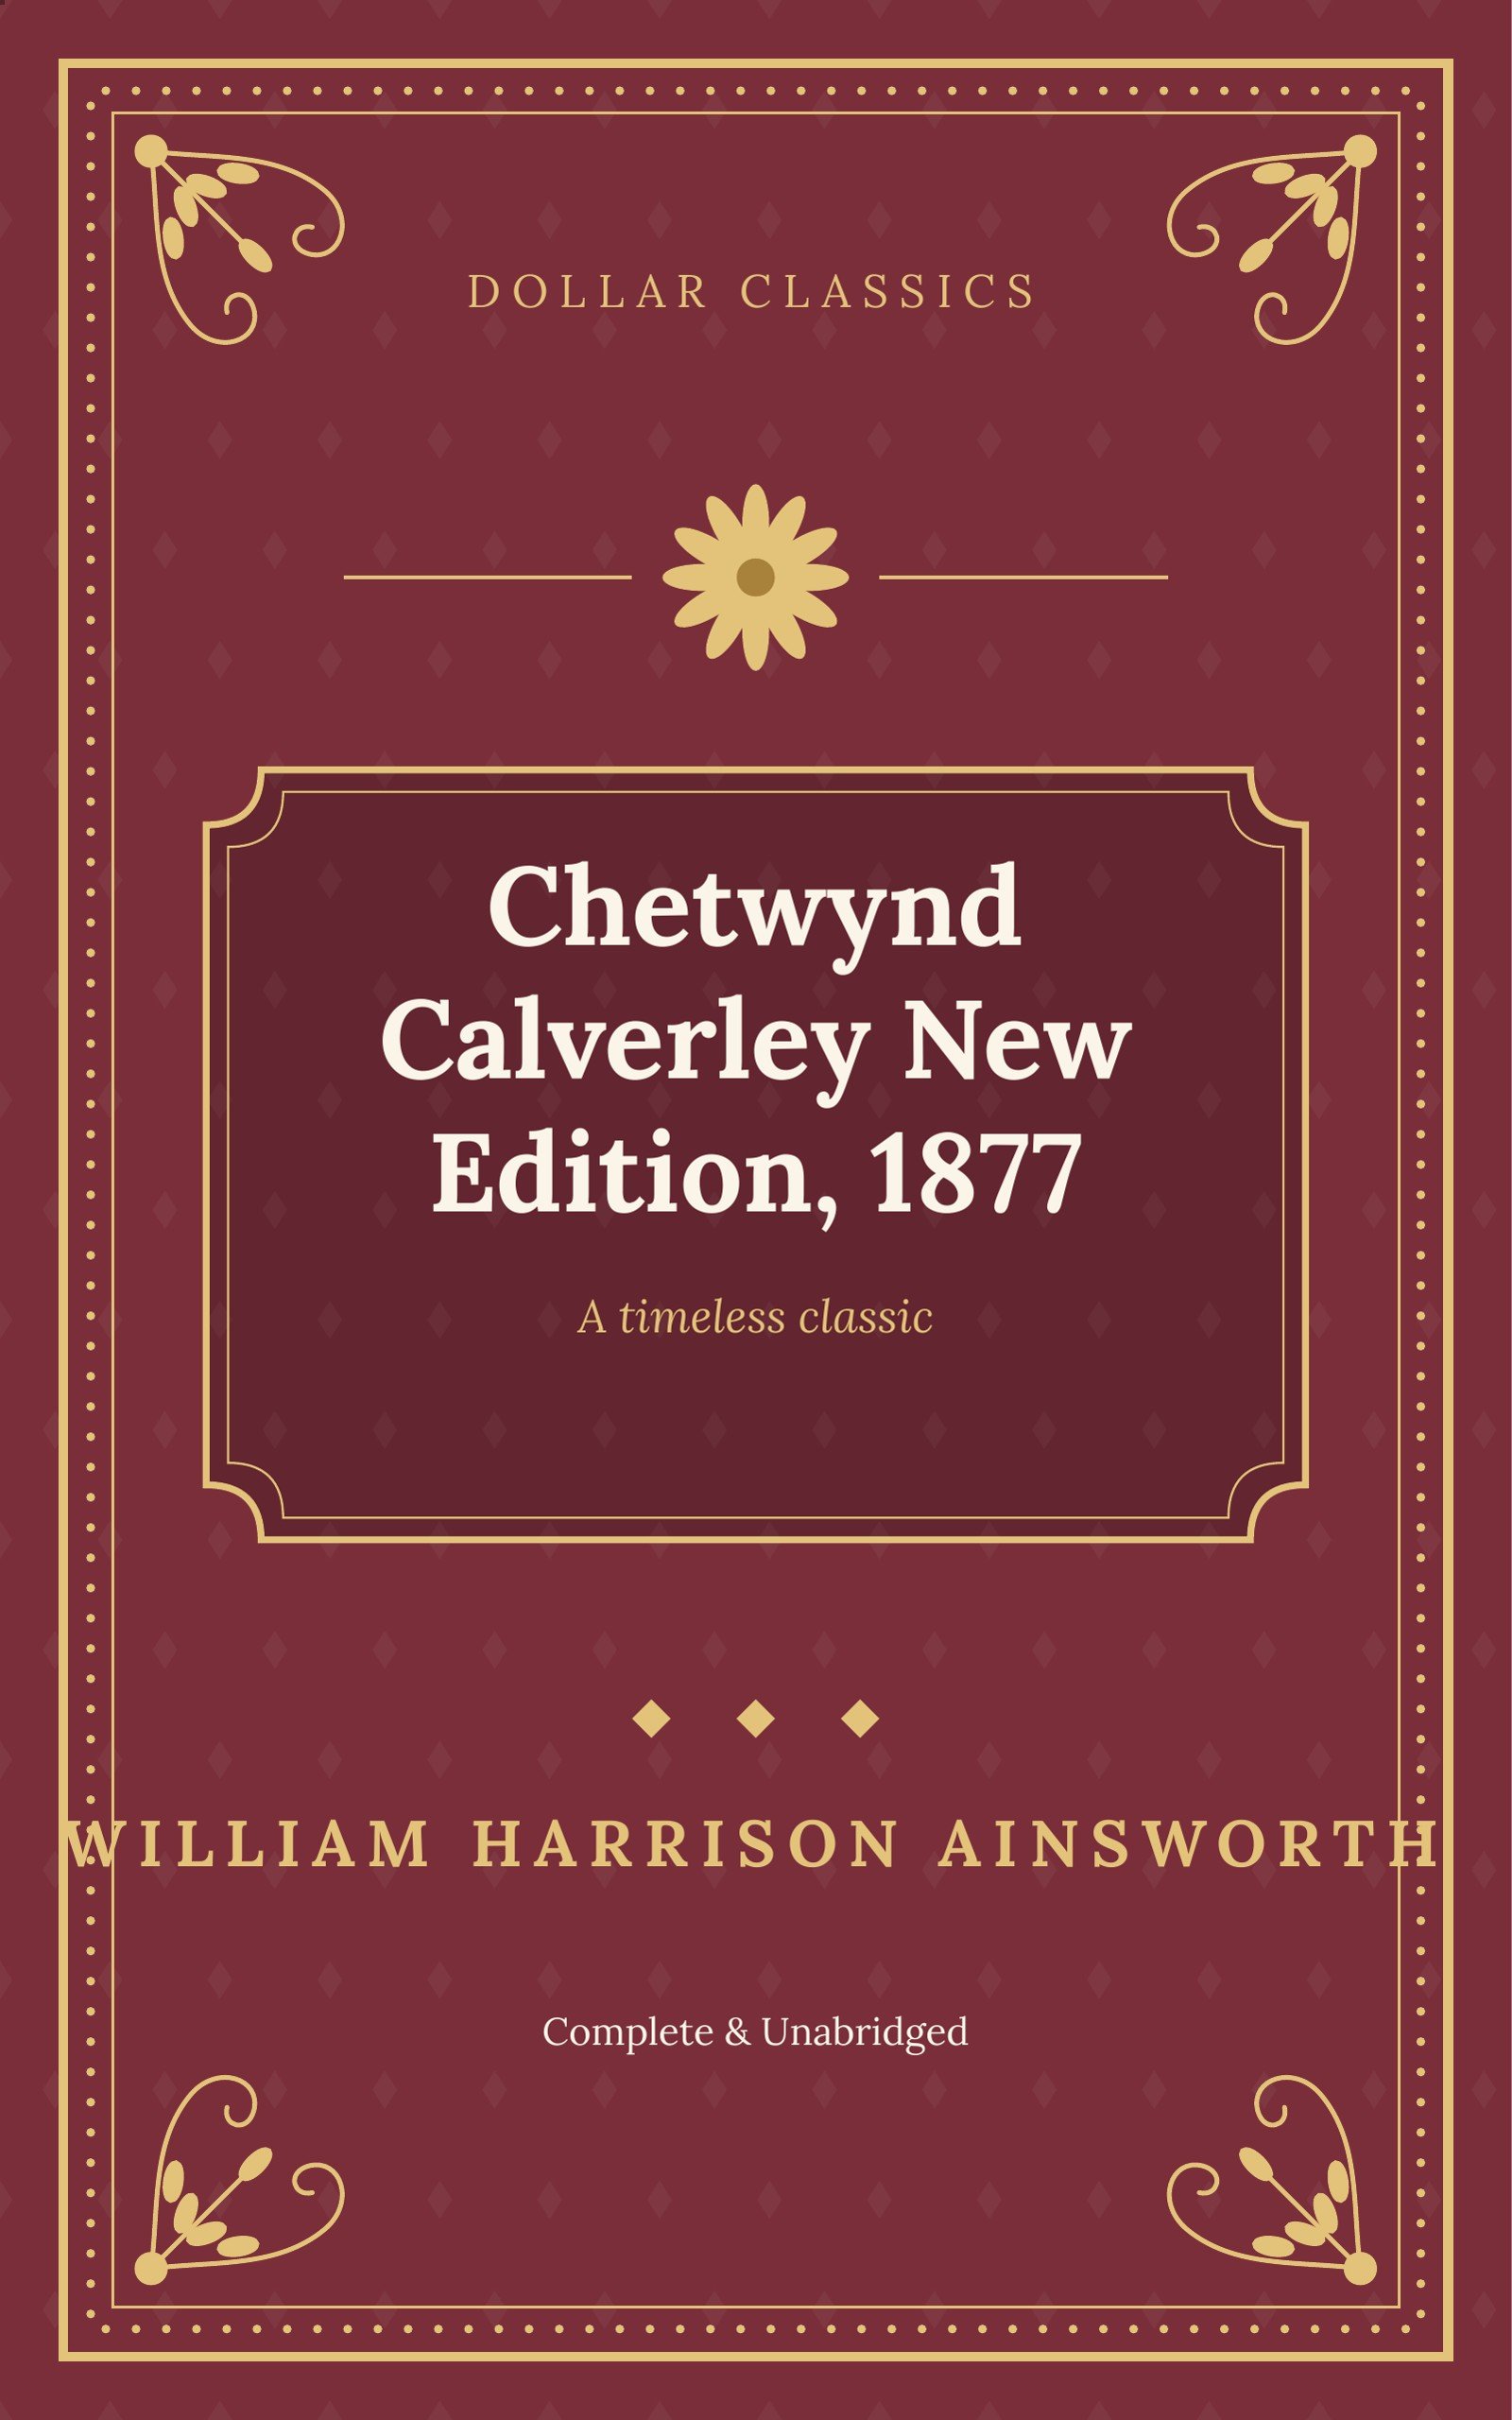 DOLLAR CLASSICS
Chetwynd
Calverley New
Edition, 1877
A timeless classic
WILLIAM HARRISON AINSWORTH
Complete & Unabridged